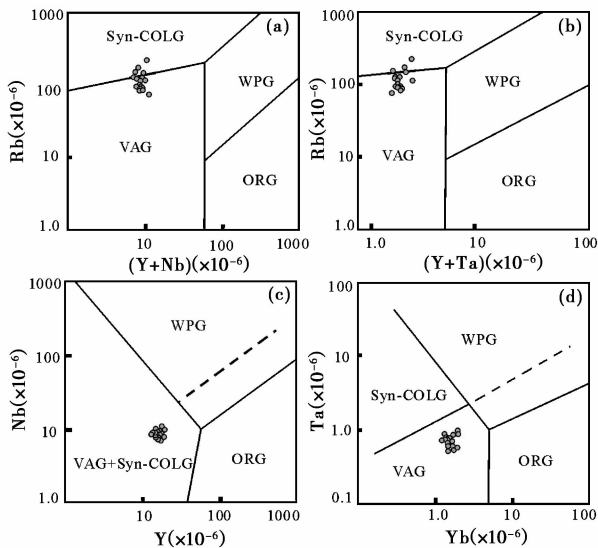 1000
Syn-COLG
(a)
100
WPG
VAG
10
ORG
1.0
Rb(×10⁻⁶)
10
100
1000
(Y+Nb)(×10⁻⁶)
1000
Syn-COLG
(b)
100
WPG
VAG
10
ORG
1.0
Rb(×10⁻⁶)
1.0
10
100
(Y+Ta)(×10⁻⁶)
1000
(c)
WPG
100
10
VAG+Syn-COLG
ORG
1.0
Nb(×10⁻⁶)
10
100
1000
Y(×10⁻⁶)
100
(d)
WPG
10
Syn-COLG
1.0
VAG
ORG
0.1
Ta(×10⁻⁶)
1.0
10
100
Yb(×10⁻⁶)